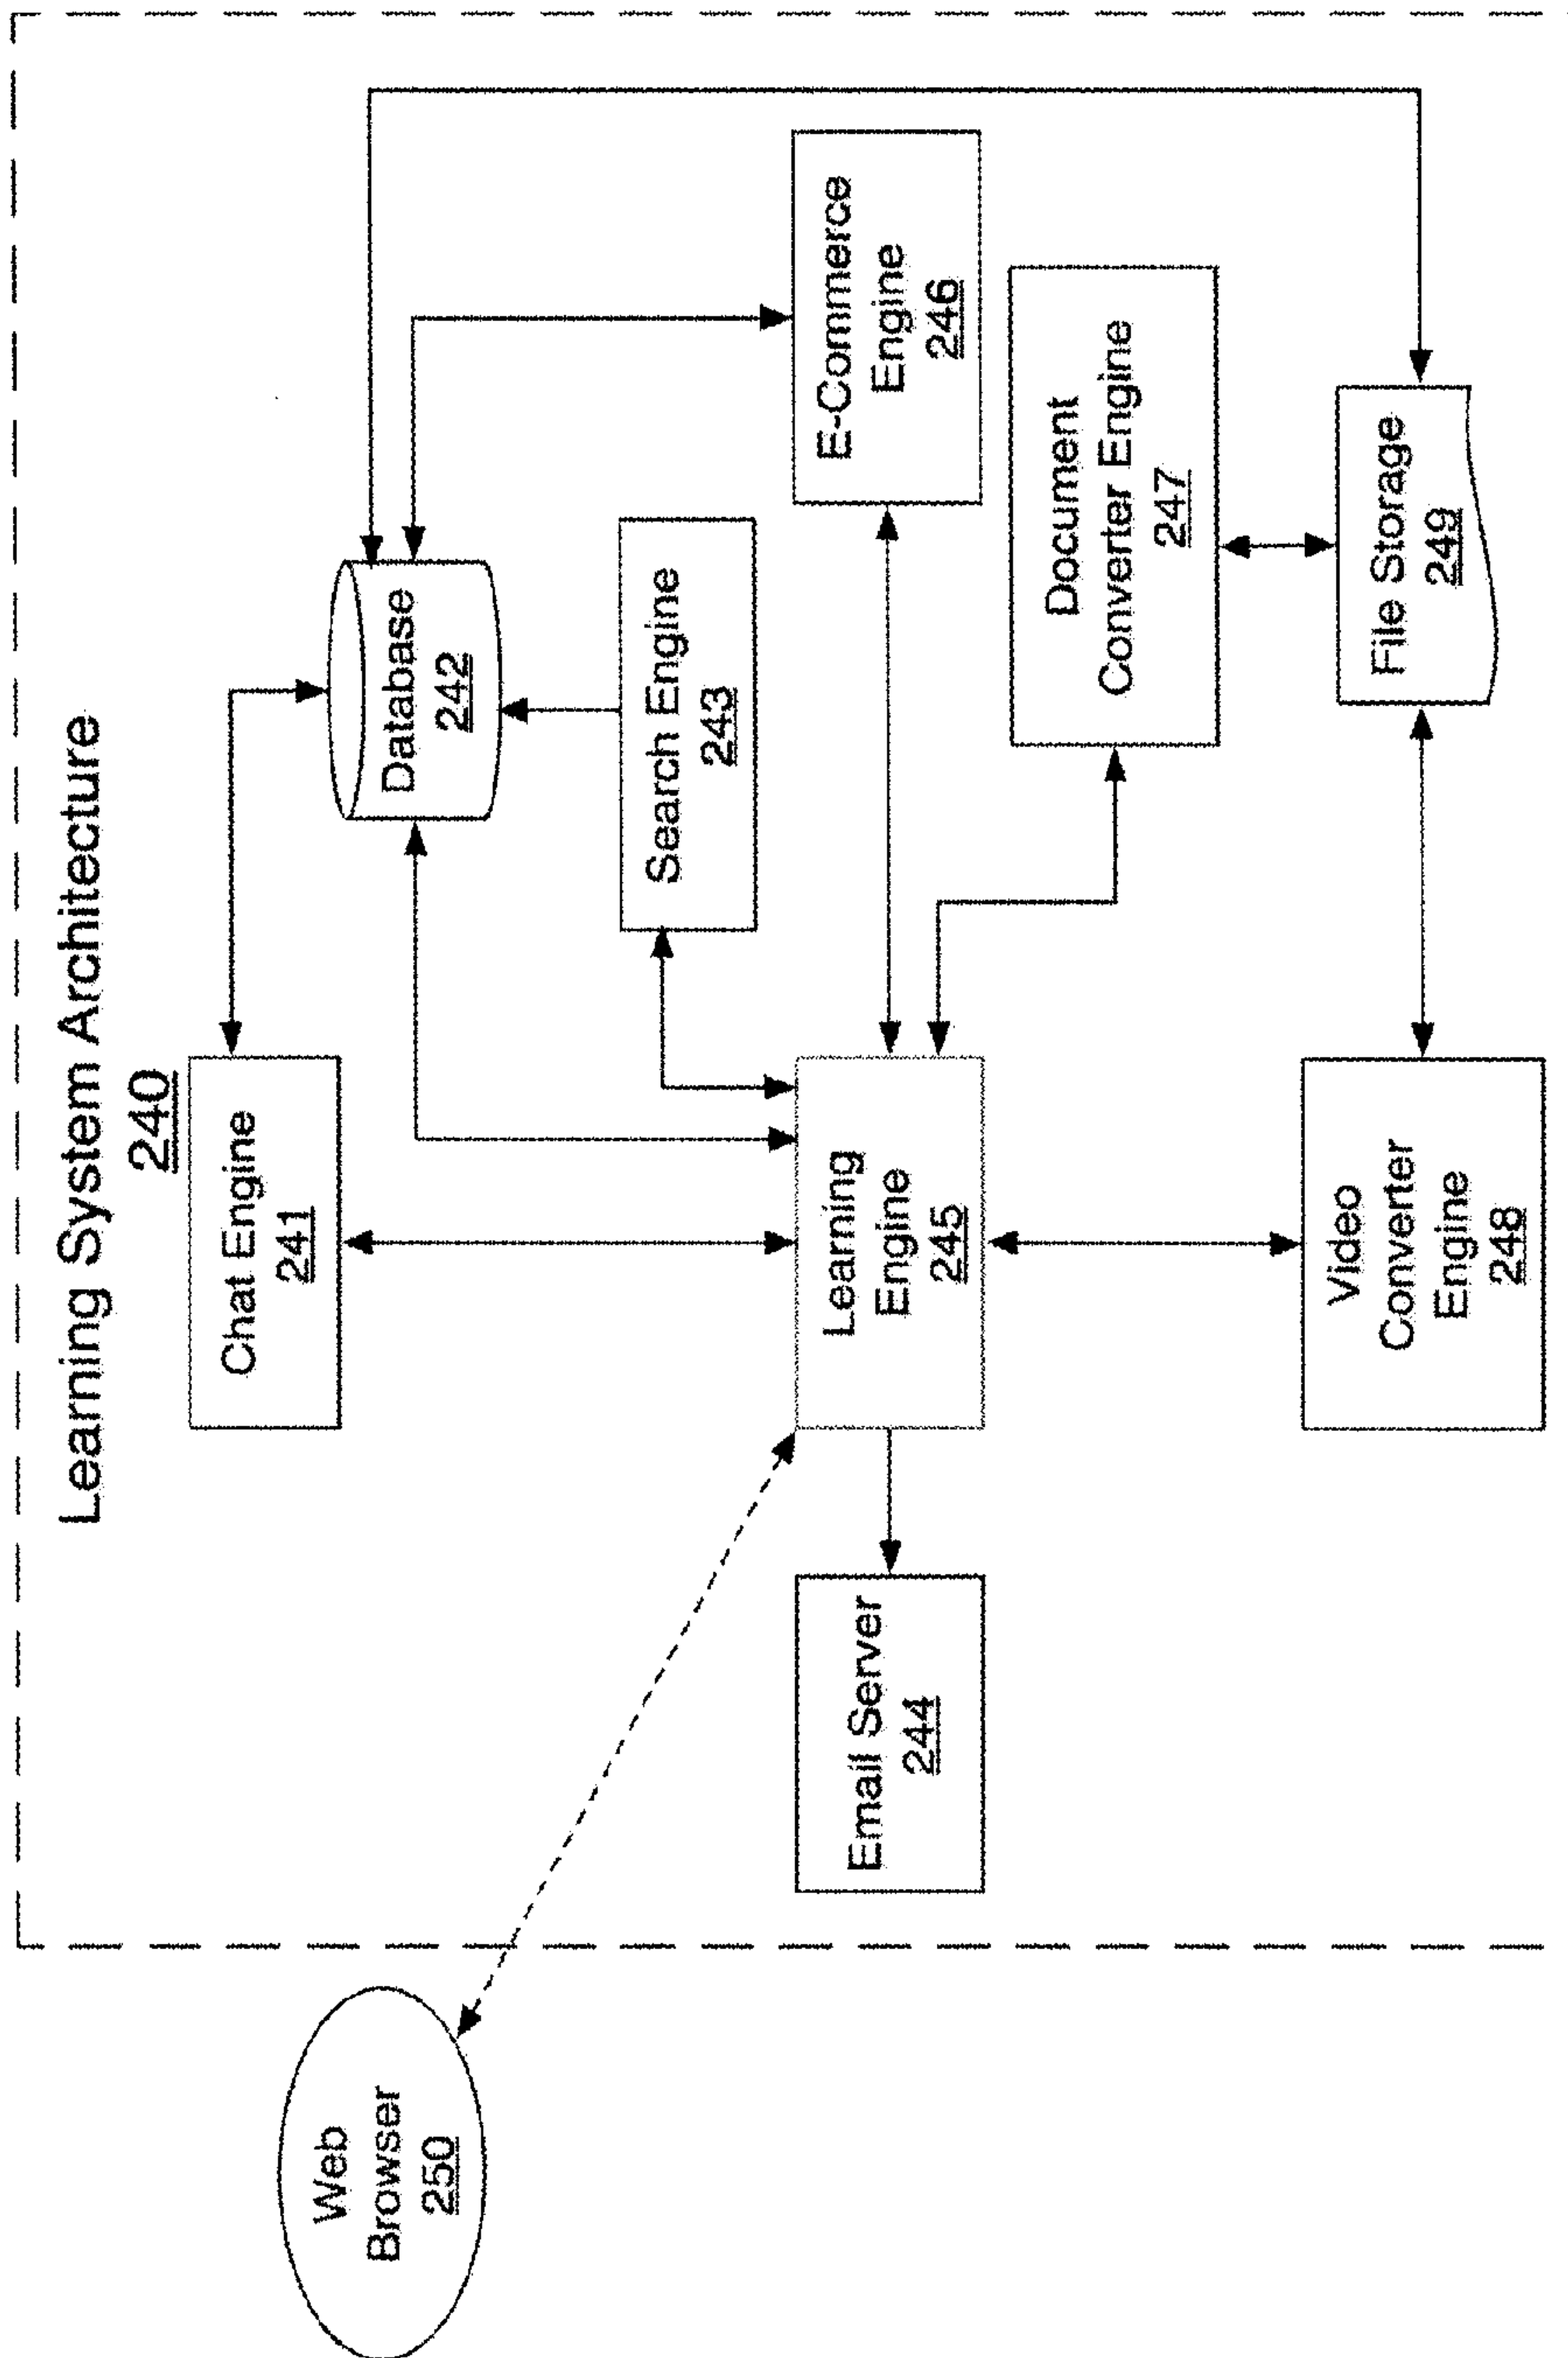 Learning System Architecture
240
Web
Browser
250
Chat Engine
241
Database
242
Search Engine
243
Email Server
244
Learning
Engine
245
E-Commerce
Engine
246
Document
Converter Engine
247
Video
Converter
Engine
248
File Storage
249